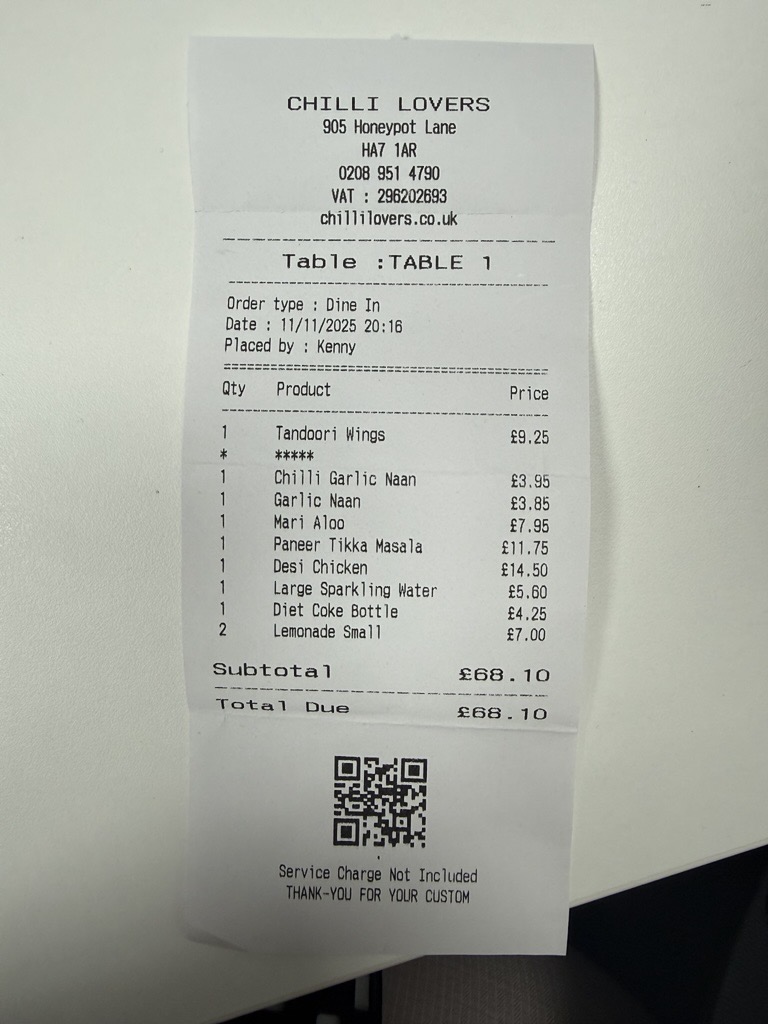 CHILLI LOVERS
905 Honeypot Lane
HA7 1AR
0208 951 4790
VAT : 296202693
chillilovers.co.uk
Table :TABLE 1
Order type : Dine In
Date : 11/11/2025 20:16
Placed by : Kenny
Qty Product Price
1 Tandoori Wings £9.25
* *****
1 Chilli Garlic Naan £3.95
1 Garlic Naan £3.85
1 Mari Aloo £7.95
1 Paneer Tikka Masala £11.75
1 Desi Chicken £14.50
1 Large Sparkling Water £5.60
1 Diet Coke Bottle £4.25
2 Lemonade Small £7.00
Subtotal £68.10
Total Due £68.10
Service Charge Not Included
THANK-YOU FOR YOUR CUSTOM